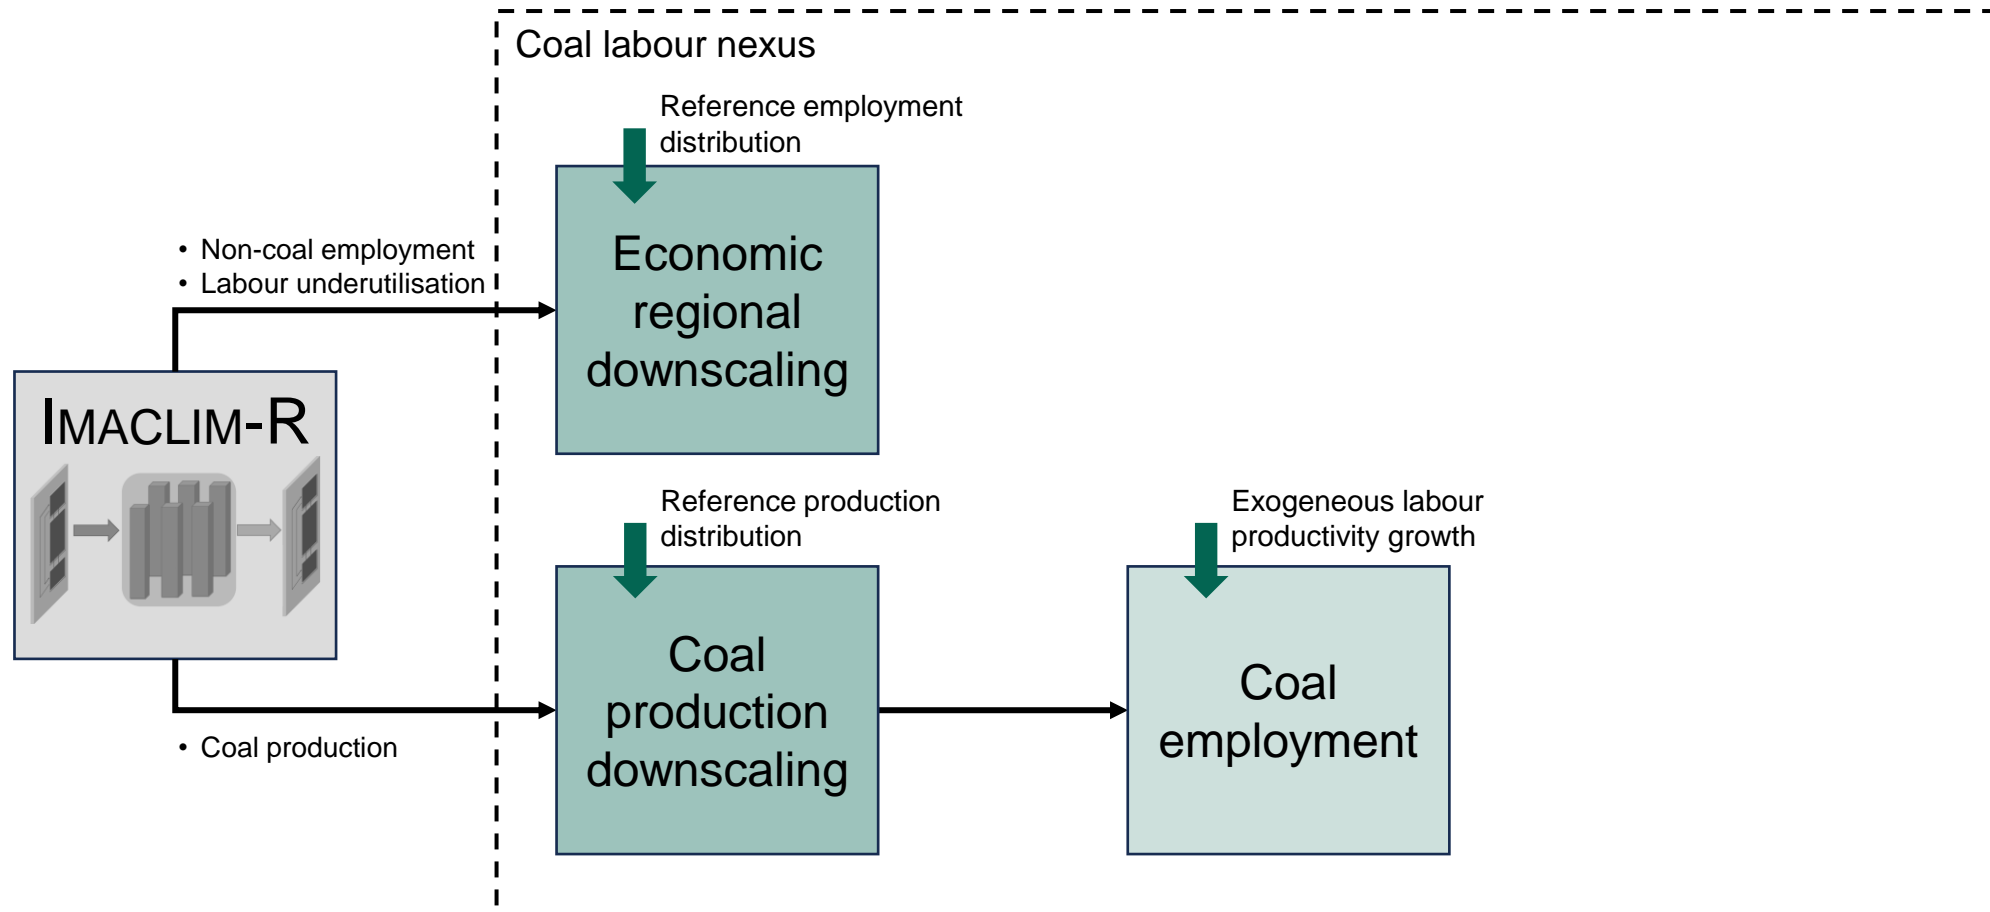 Coal labour nexus
Reference employment
distribution
• Non-coal employment
• Labour underutilisation
Economic
regional
downscaling
IMACLIM-R
Reference production
distribution
Exogeneous labour
productivity growth
Coal
production
downscaling
Coal
employment
• Coal production